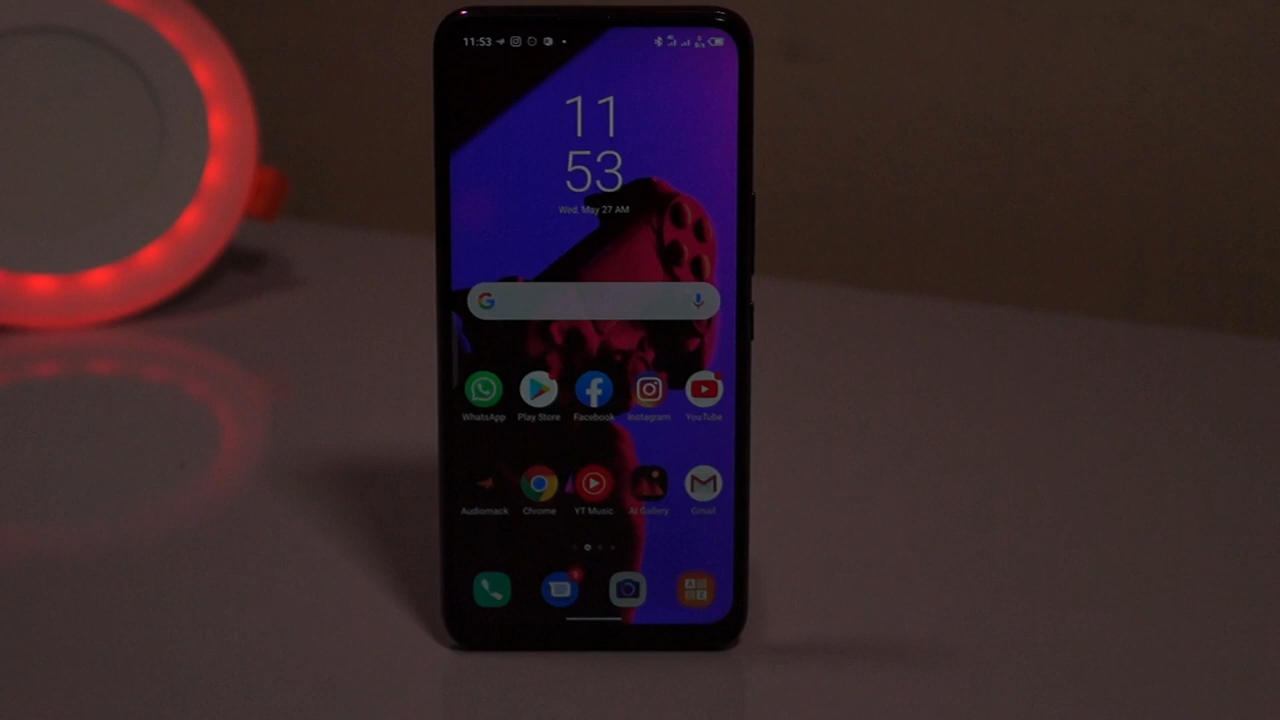 11:53
11
53
Wed, May 27 AM
WhatsApp Play Store Facebook Instagram YouTube
Audiomack Chrome YT Music AI Gallery Gmail
A
Z